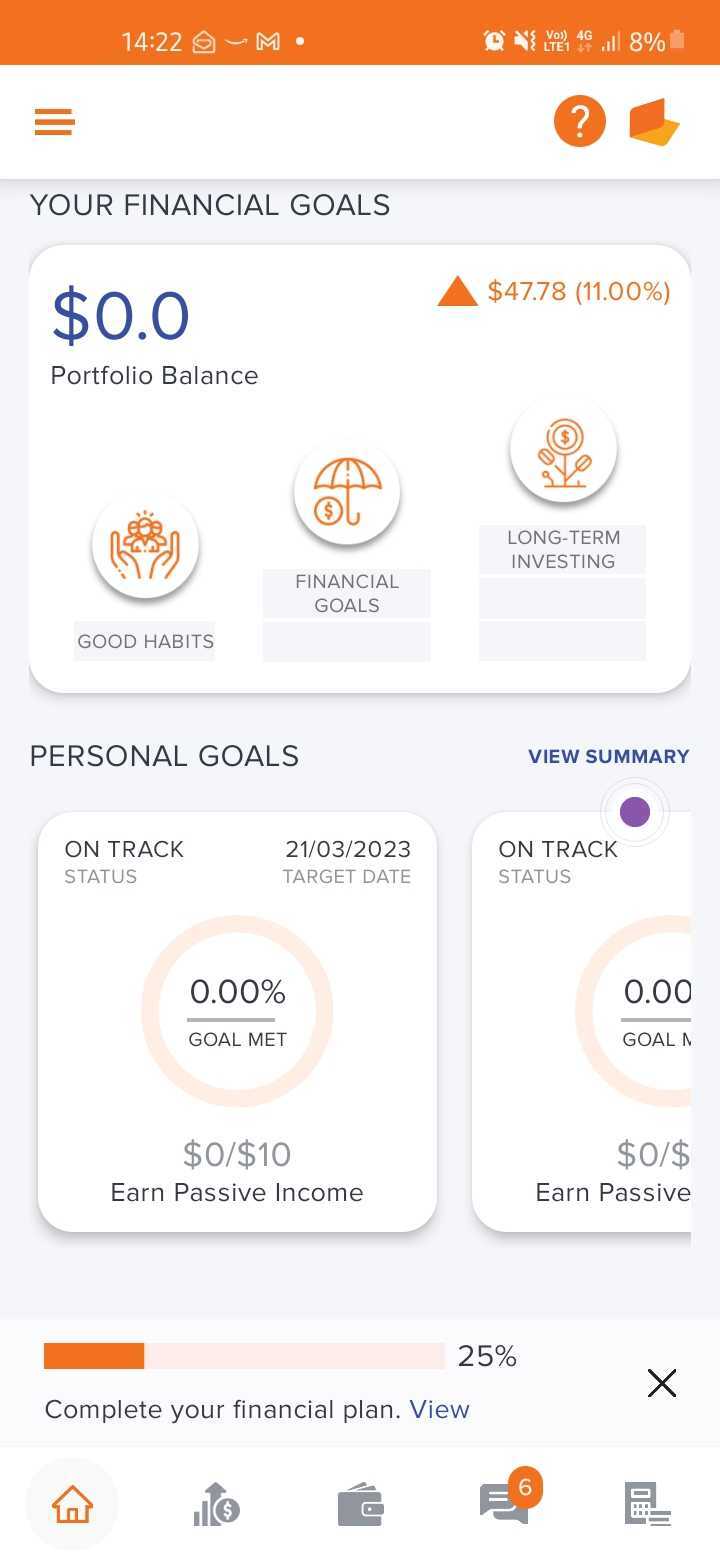 14:22 Vo)) LTE1 4G 8%
?
YOUR FINANCIAL GOALS
$0.0 $47.78 (11.00%)
Portfolio Balance
GOOD HABITS
FINANCIAL
GOALS
LONG-TERM
INVESTING
PERSONAL GOALS VIEW SUMMARY
ON TRACK 21/03/2023
STATUS TARGET DATE
0.00%
GOAL MET
$0/$10
Earn Passive Income
ON TRACK
STATUS
0.00
GOAL M
$0/$
Earn Passive
25%
Complete your financial plan. View
6